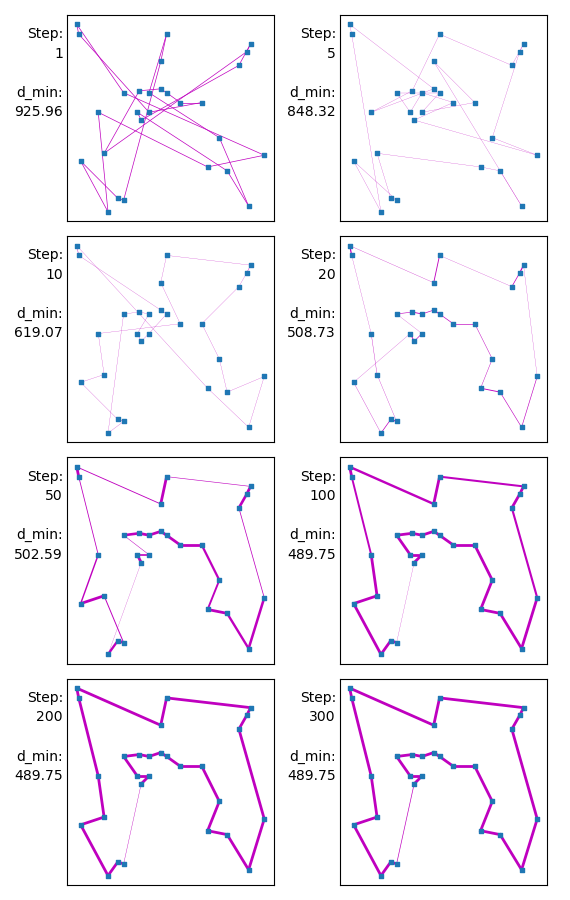 Step:
1
d_min:
925.96
Step:
5
d_min:
848.32
Step:
10
d_min:
619.07
Step:
20
d_min:
508.73
Step:
50
d_min:
502.59
Step:
100
d_min:
489.75
Step:
200
d_min:
489.75
Step:
300
d_min:
489.75